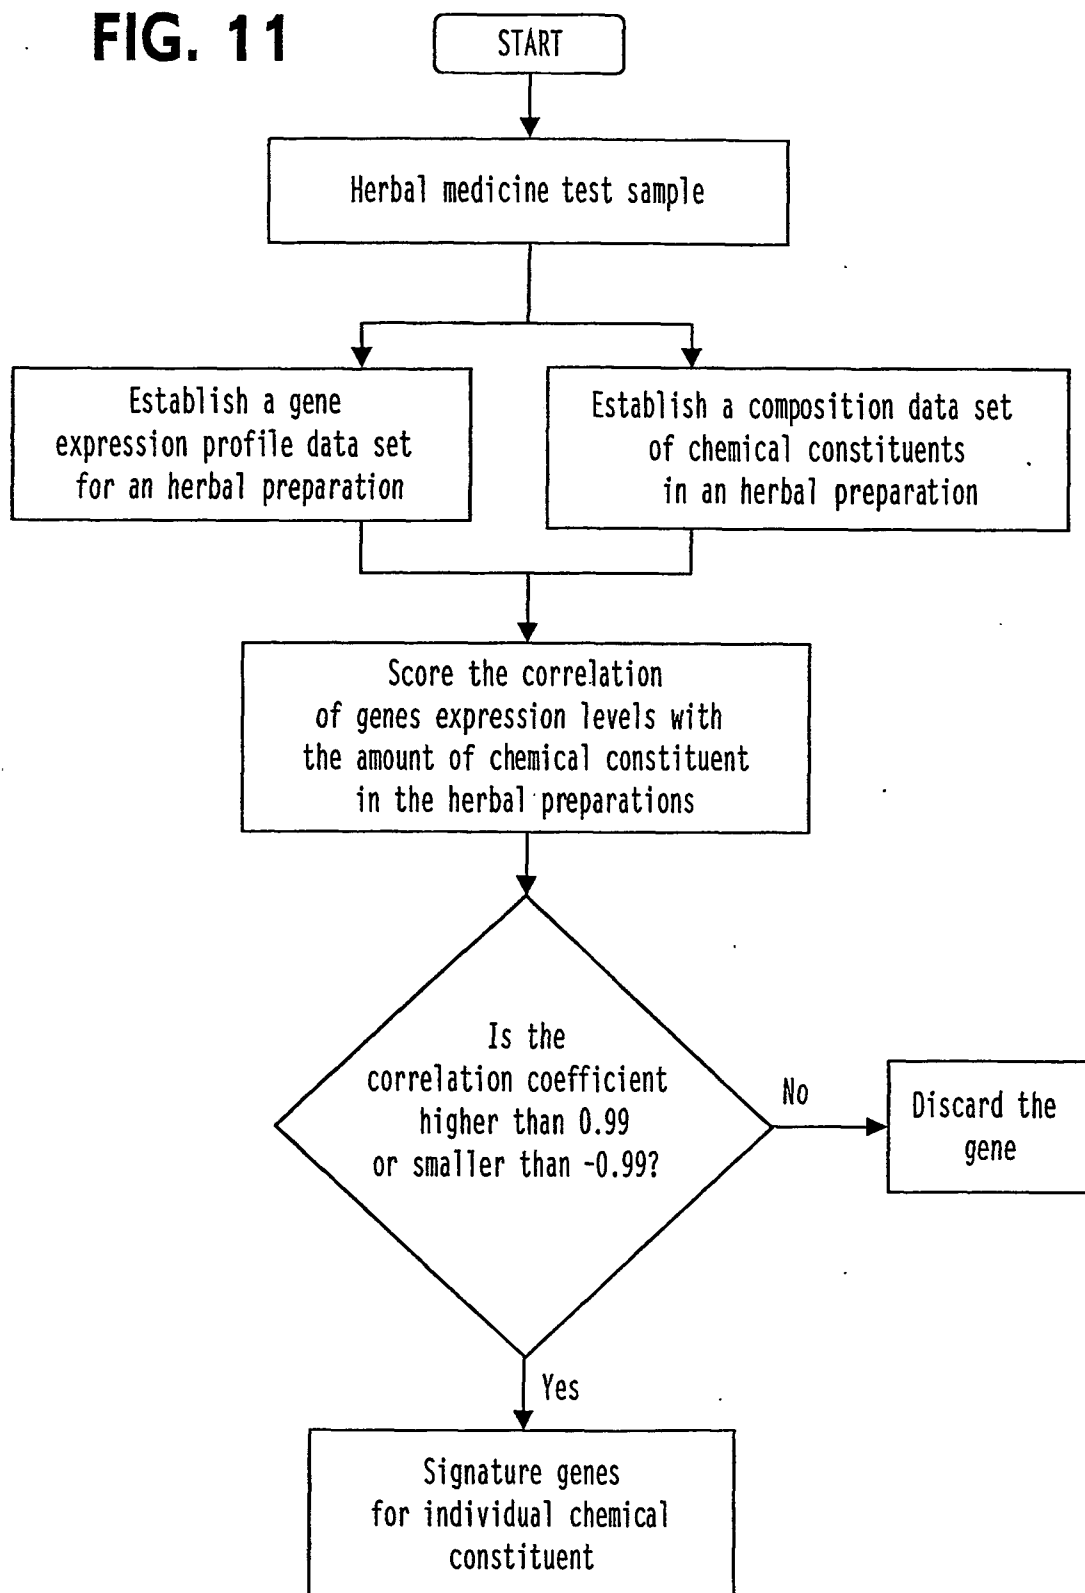 FIG. 11
START
Herbal medicine test sample
Establish a gene
expression profile data set
for an herbal preparation
Establish a composition data set
of chemical constituents
in an herbal preparation
Score the correlation
of genes expression levels with
the amount of chemical constituent
in the herbal preparations
Is the
correlation coefficient
higher than 0.99
or smaller than -0.99?
No
Discard the
gene
Yes
Signature genes
for individual chemical
constituent